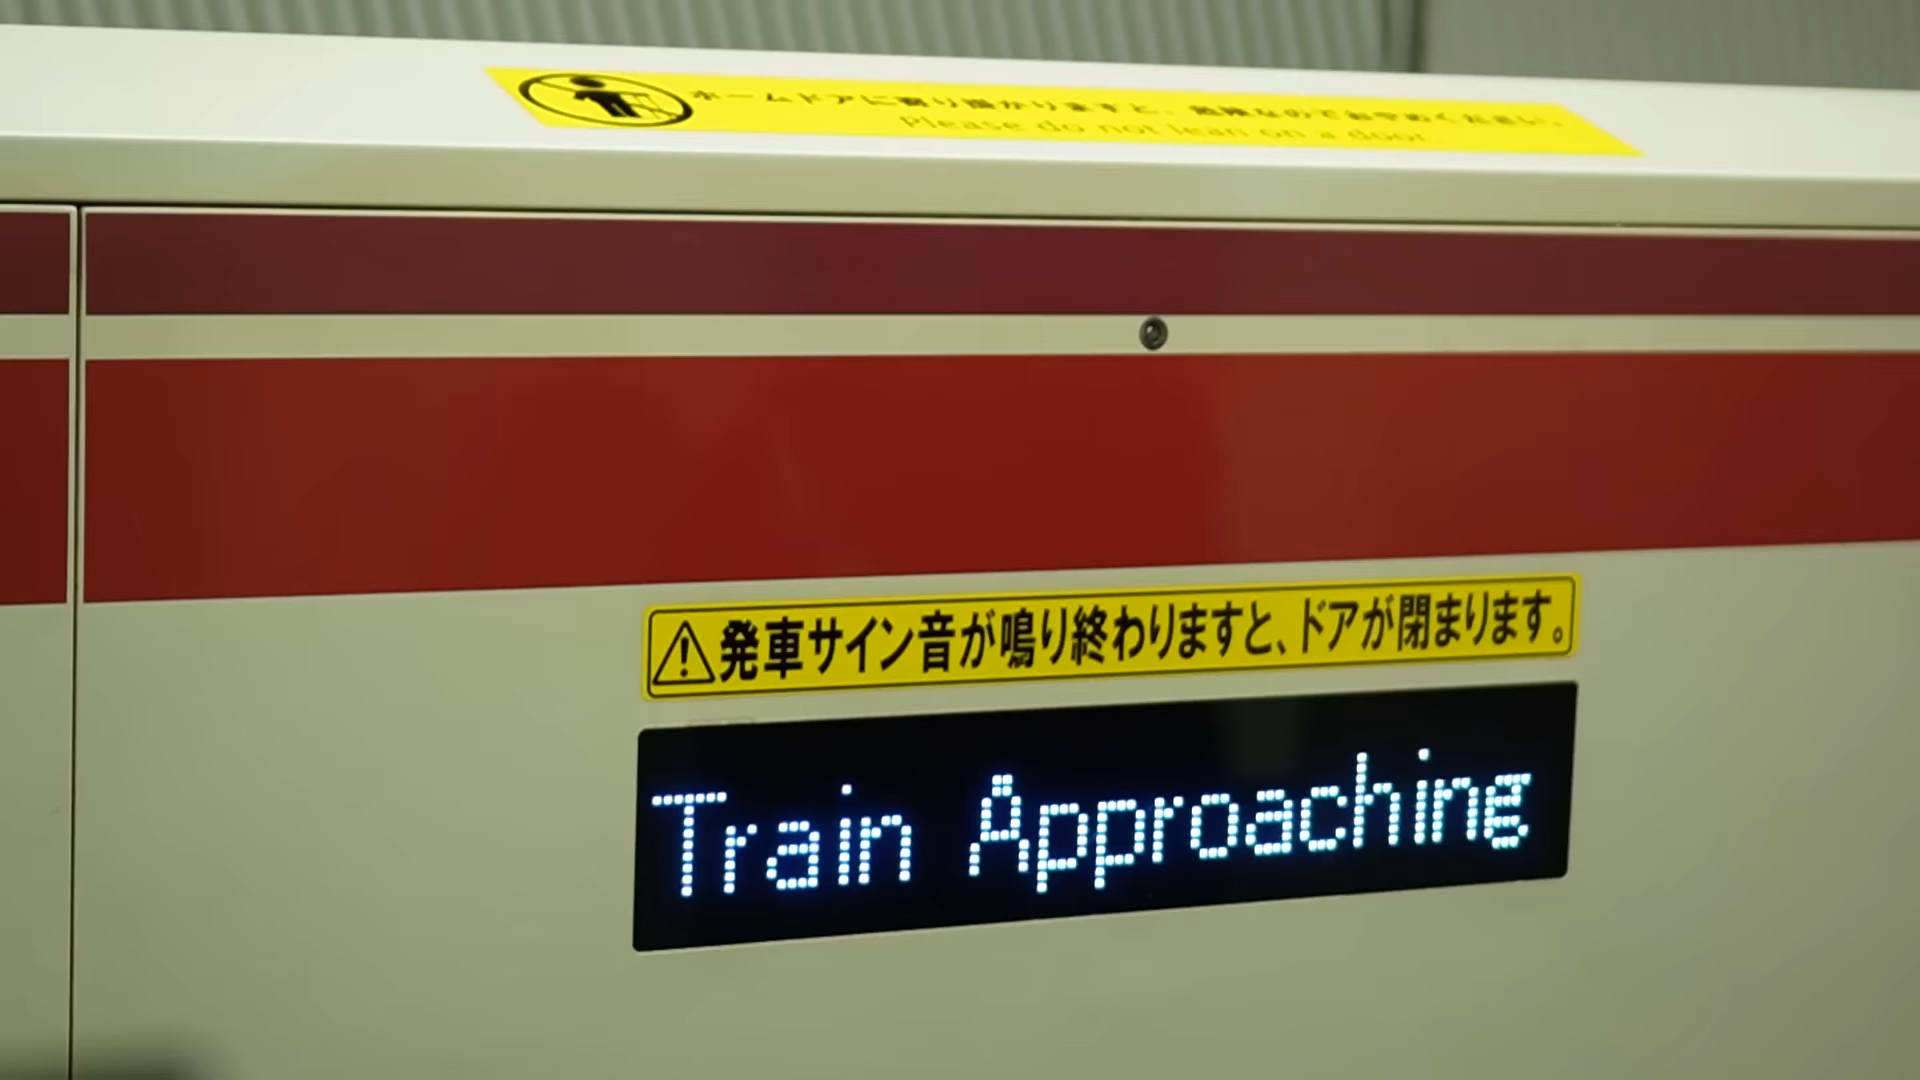 ホームドアに寄り掛かりますと、危険なのでおやめください。
Please do not lean on a door
発車サイン音が鳴り終わりますと、ドアが閉まります。
Train Approaching